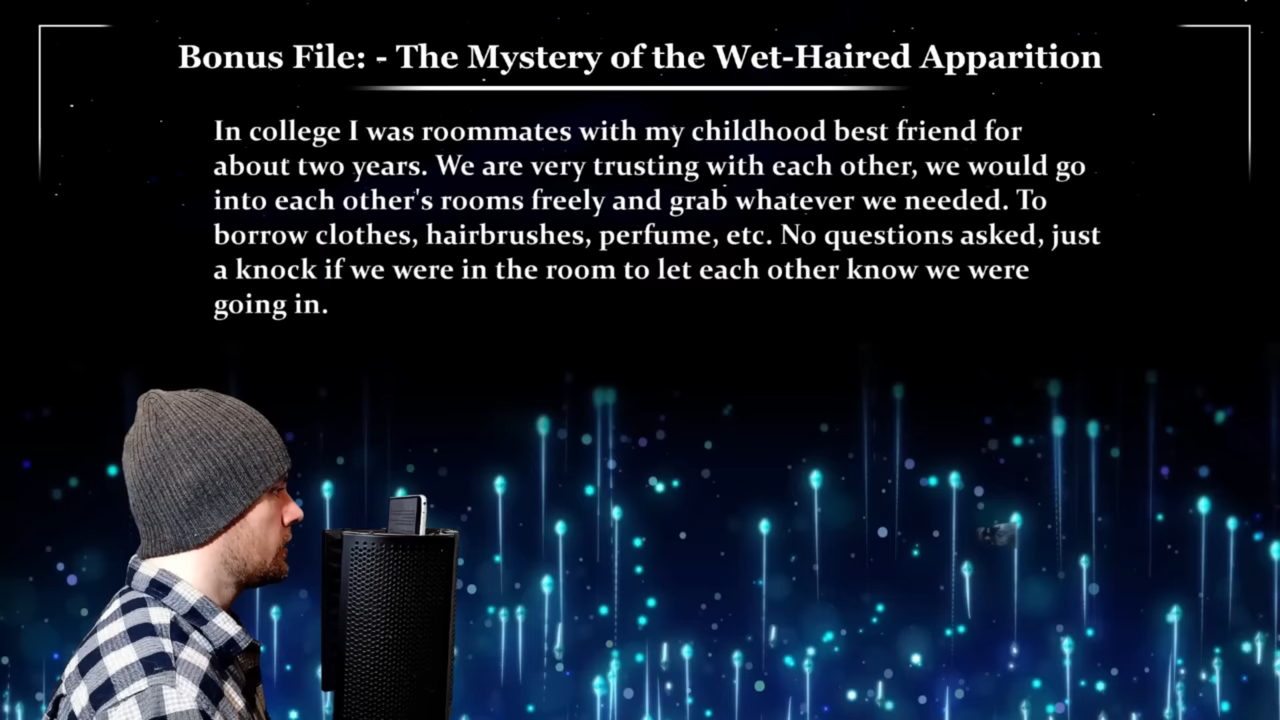 Bonus File: - The Mystery of the Wet-Haired Apparition
In college I was roommates with my childhood best friend for
about two years. We are very trusting with each other, we would go
into each other's rooms freely and grab whatever we needed. To
borrow clothes, hairbrushes, perfume, etc. No questions asked, just
a knock if we were in the room to let each other know we were
going in.